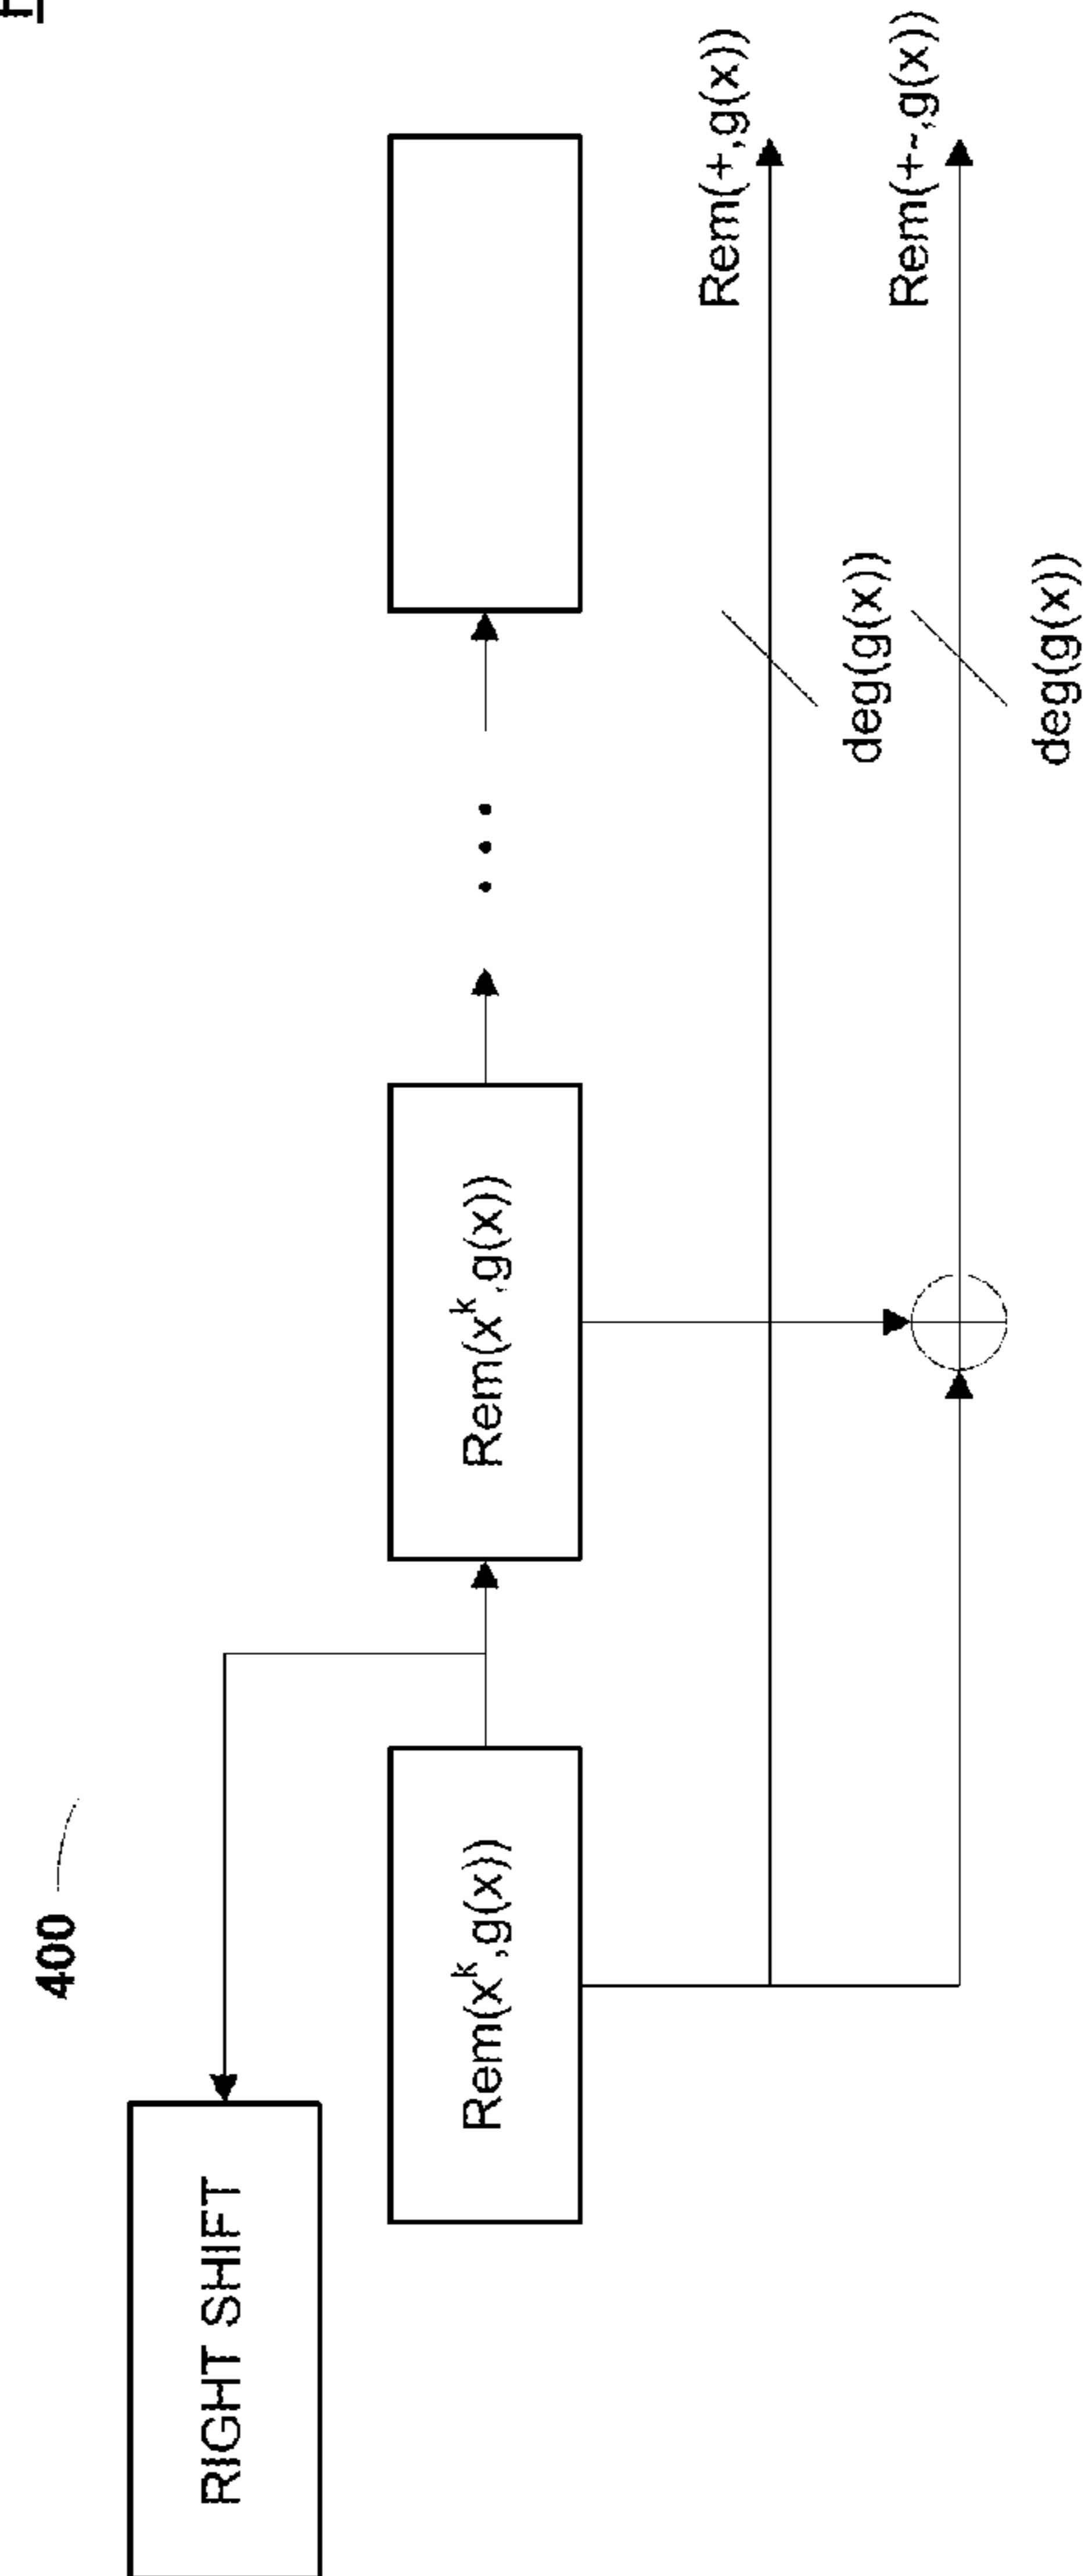 400
RIGHT SHIFT
Rem(x^k,g(x))
Rem(x^k,g(x))
Rem(+,g(x))
deg(g(x))
Rem(+~,g(x))
deg(g(x))